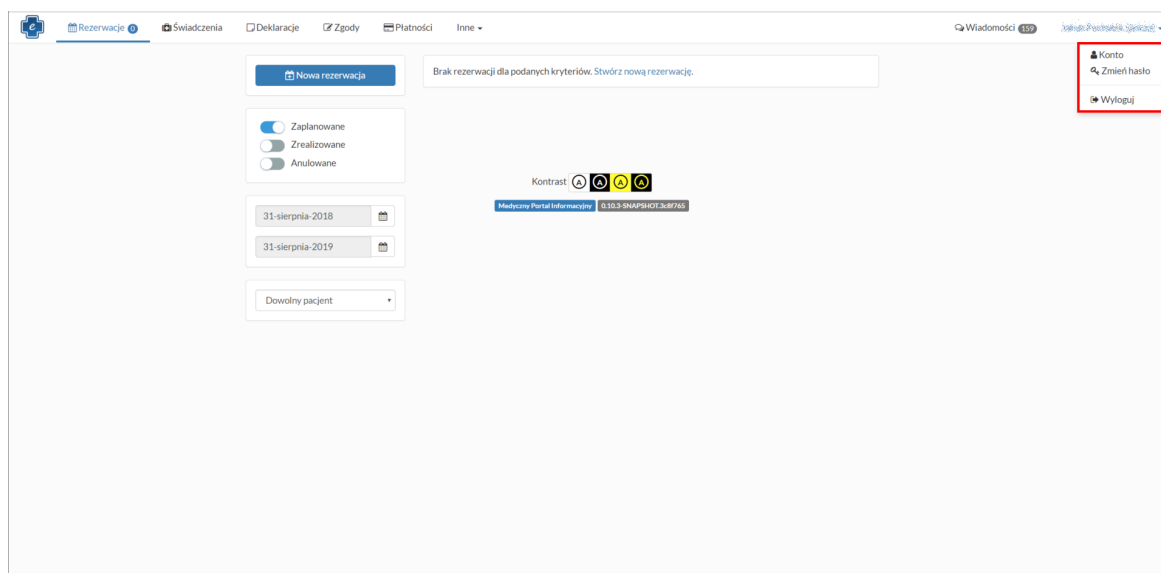 e Rezerwacje 0 Świadczenia Deklaracje Zgody Płatności Inne Wiadomości 159
Konto
Zmień hasło
Wyloguj
Nowa rezerwacja
Brak rezerwacji dla podanych kryteriów. Stwórz nową rezerwację.
Zaplanowane
Zrealizowane
Anulowane
Kontrast A A A A
Medyczny Portal Informacyjny 0.10.3-SNAPSHOT.3c8f765
31-sierpnia-2018
31-sierpnia-2019
Dowolny pacjent